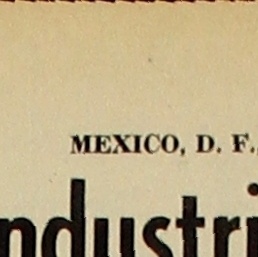 MEXICO, D. F.,
ndustri